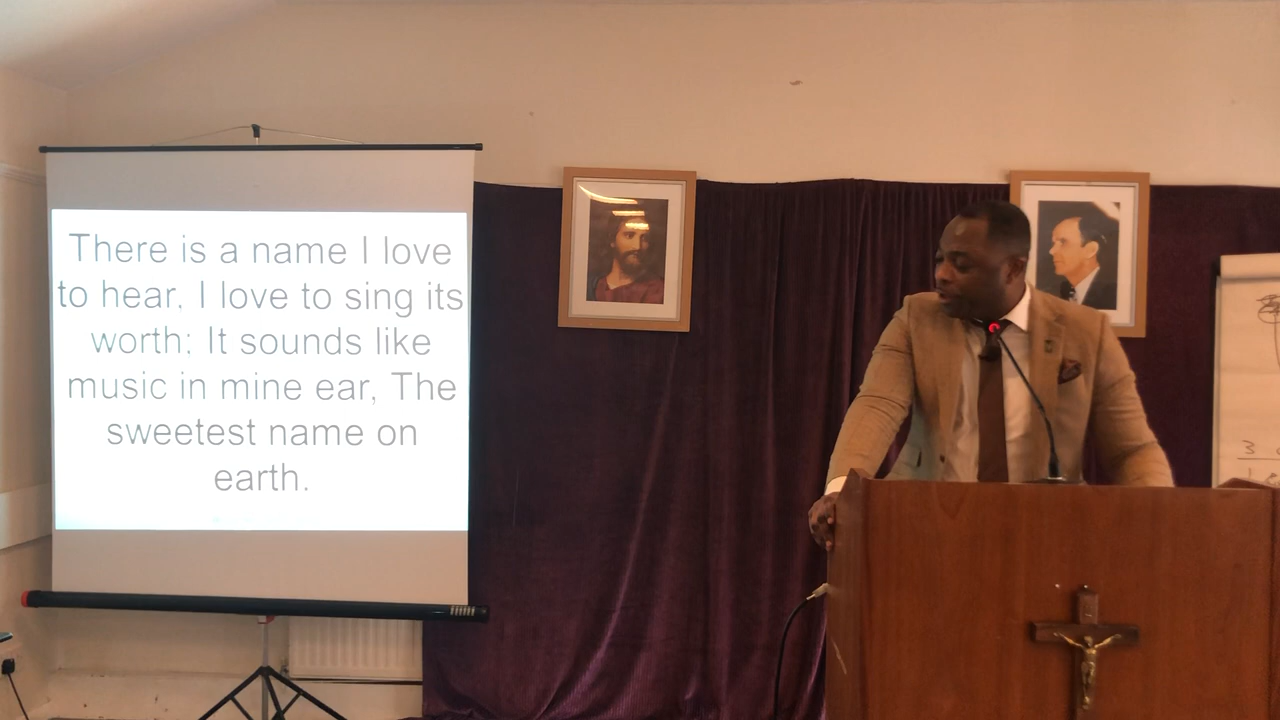 There is a name I love
to hear, I love to sing its
worth; It sounds like
music in mine ear, The
sweetest name on
earth.
3